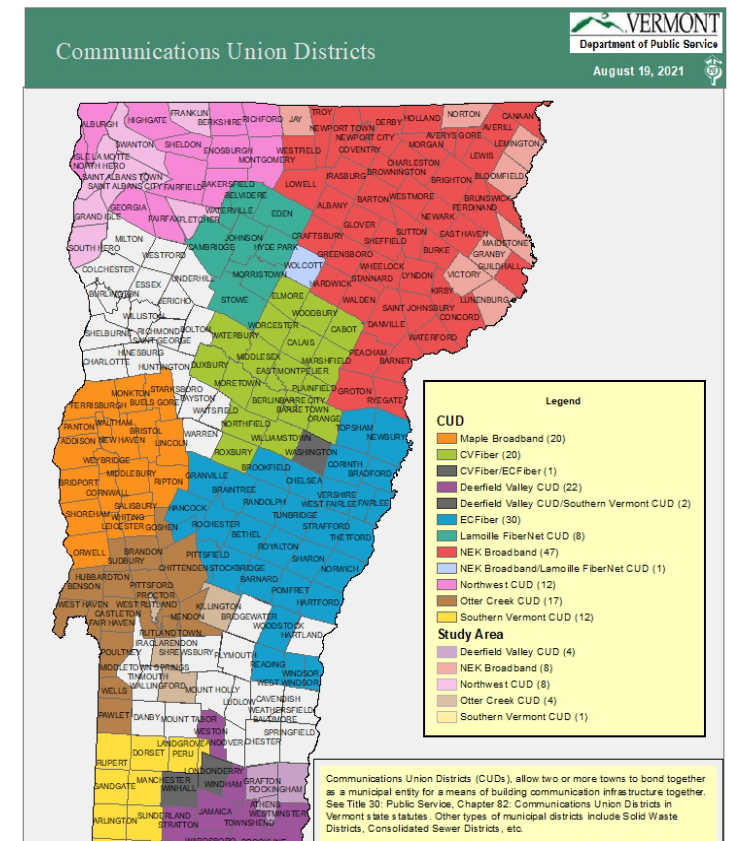 VERMONT
Department of Public Service
Communications Union Districts
August 19, 2021
ALBURGH
HIGHGATE
FRANKLIN
BERKSHIRE
RICHFORD
JAY
TROY
NEWPORT TOWN
DERBY
HOLLAND
NORTON
CANAAN
AVERILL
NEWPORT CITY
AVERYS GORE
MORGAN
LEMINGTON
SWANTON
SHELDON
ENOSBURGH
WESTFIELD
COVENTRY
LEWIS
ISLE LA MOTTE
NORTH HERO
MONTGOMERY
CHARLESTON
BROWNINGTON
IRASBURG
BRIGHTON
BLOOMFIELD
SAINT ALBANS TOWN
SAINT ALBANS CITY
FAIRFIELD
BAKERSFIELD
LOWELL
BELVIDERE
BARTON
WESTMORE
BRUNSWICK
FERDINAND
GEORGIA
WATERVILLE
EDEN
ALBANY
NEWARK
GRAND ISLE
FAIRFAX
FLETCHER
GLOVER
SUTTON
EAST HAVEN
MILTON
JOHNSON
CRAFTSBURY
SHEFFIELD
MAIDSTONE
SOUTH HERO
CAMBRIDGE
HYDE PARK
GREENSBORO
BURKE
GRANBY
WESTFORD
WOLCOTT
WHEELOCK
GUILDHALL
COLCHESTER
UNDERHILL
MORRISTOWN
HARDWICK
STANNARD
LYNDON
VICTORY
ESSEX
KIRBY
BURLINGTON
JERICHO
STOWE
ELMORE
WALDEN
LUNENBURG
WOODBURY
SAINT JOHNSBURY
CONCORD
WILLISTON
WORCESTER
CABOT
DANVILLE
SHELBURNE
RICHMOND
BOLTON
SAINT GEORGE
WATERBURY
CALAIS
WATERFORD
HINESBURG
MIDDLESEX
MARSHFIELD
PEACHAM
BARNET
CHARLOTTE
HUNTINGTON
DUXBURY
EAST MONTPELIER
MORETOWN
PLAINFIELD
GROTON
MONKTON
STARKSBORO
BUELS GORE
FAYSTON
BERLIN
BARRE CITY
RYEGATE
FERRISBURGH
WAITSFIELD
BARRE TOWN
ORANGE
PANTON
WALTHAM
BRISTOL
NORTHFIELD
TOPSHAM
ADDISON
NEW HAVEN
LINCOLN
WARREN
WILLIAMSTOWN
NEWBURY
WEYBRIDGE
ROXBURY
WASHINGTON
BROOKFIELD
CORINTH
BRADFORD
BRIDPORT
MIDDLEBURY
RIPTON
GRANVILLE
CHELSEA
CORNWALL
BRAINTREE
VERSHIRE
SALISBURY
HANCOCK
RANDOLPH
WEST FAIRLEE
FAIRLEE
SHOREHAM
WHITING
TUNBRIDGE
LEICESTER
GOSHEN
ROCHESTER
STRAFFORD
BETHEL
THETFORD
ORWELL
BRANDON
SUDBURY
PITTSFIELD
ROYALTON
CHITTENDEN
STOCKBRIDGE
SHARON
NORWICH
HUBBARDTON
BENSON
PITTSFORD
BARNARD
PROCTOR
POMFRET
WEST HAVEN
WEST RUTLAND
KILLINGTON
HARTFORD
CASTLETON
FAIR HAVEN
MENDON
BRIDGEWATER
WOODSTOCK
RUTLAND TOWN
HARTLAND
IRA
CLARENDON
POULTNEY
SHREWSBURY
PLYMOUTH
READING
MIDDLETOWN SPRINGS
WINDSOR
TINMOUTH
WEST WINDSOR
WELLS
WALLINGFORD
MOUNT HOLLY
LUDLOW
CAVENDISH
WEATHERSFIELD
PAWLET
DANBY
MOUNT TABOR
BALTIMORE
WESTON
SPRINGFIELD
LANDGROVE
ANDOVER
CHESTER
DORSET
PERU
RUPERT
LONDONDERRY
SANDGATE
MANCHESTER
WINHALL
WINDHAM
GRAFTON
ROCKINGHAM
ATHENS
ARLINGTON
SUNDERLAND
JAMAICA
WESTMINSTER
STRATTON
TOWNSHEND
WARDSBORO
BROOKLINE
Legend
CUD
Maple Broadband (20)
CVFiber (20)
CVFiber/ECFiber (1)
Deerfield Valley CUD (22)
Deerfield Valley CUD/Southern Vermont CUD (2)
ECFiber (30)
Lamoille FiberNet CUD (8)
NEK Broadband (47)
NEK Broadband/Lamoille FiberNet CUD (1)
Northwest CUD (12)
Otter Creek CUD (17)
Southern Vermont CUD (12)
Study Area
Deerfield Valley CUD (4)
NEK Broadband (8)
Northwest CUD (8)
Otter Creek CUD (4)
Southern Vermont CUD (1)
Communications Union Districts (CUDs), allow two or more towns to bond together
as a municipal entity for a means of building communication infrastructure together.
See Title 30: Public Service, Chapter 82: Communications Union Districts in
Vermont state statutes. Other types of municipal districts include Solid Waste
Districts, Consolidated Sewer Districts, etc.